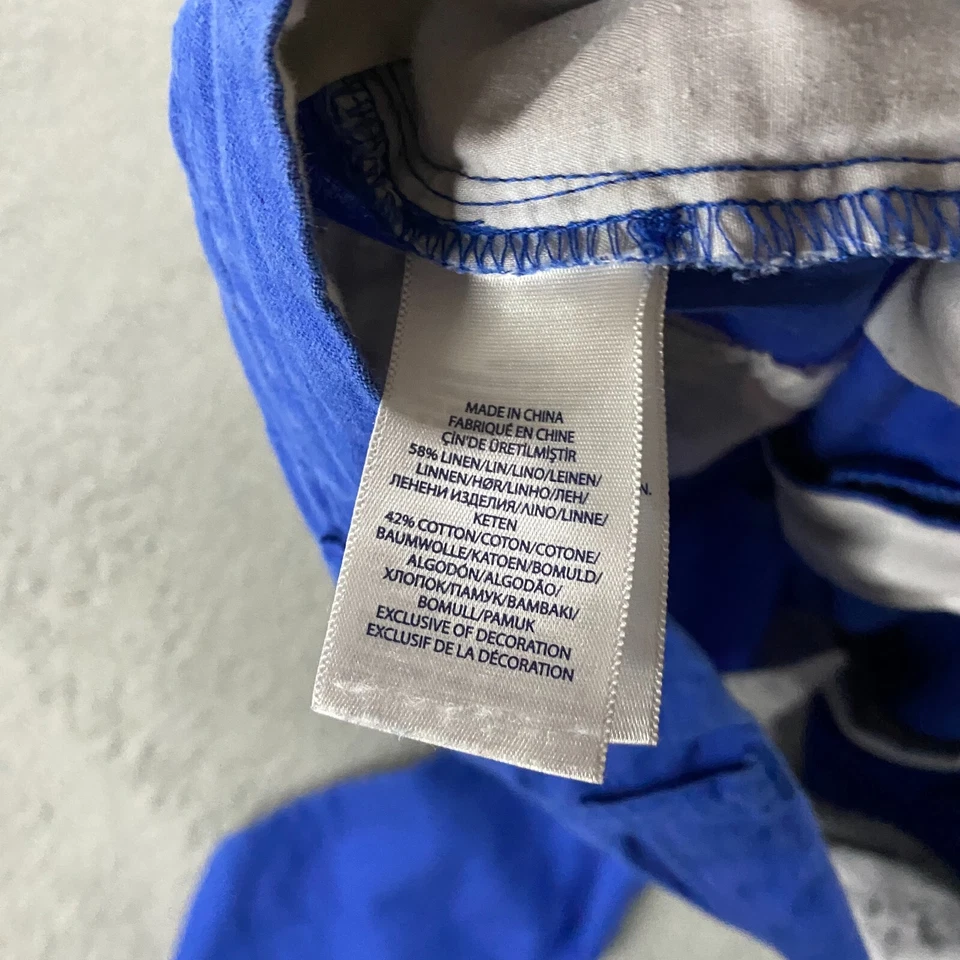 MADE IN CHINA
FABRIQUÉ EN CHINE
ÇİN'DE ÜRETİLMİŞTİR
58% LINEN/LIN/LINO/LEINEN/
LINNEN/HØR/LINHO/ЛЕН/
ЛЕНЕНИ ИЗДЕЛИЯ/ΛΙΝΟ/LINNE/
KETEN
42% COTTON/COTON/COTONE/
BAUMWOLLE/KATOEN/BOMULD/
ALGODÓN/ALGODÃO/
ХЛОПОК/ПАМУК/ΒΑΜΒΑΚΙ/
BOMULL/PAMUK
EXCLUSIVE OF DECORATION
EXCLUSIF DE LA DÉCORATION
N.